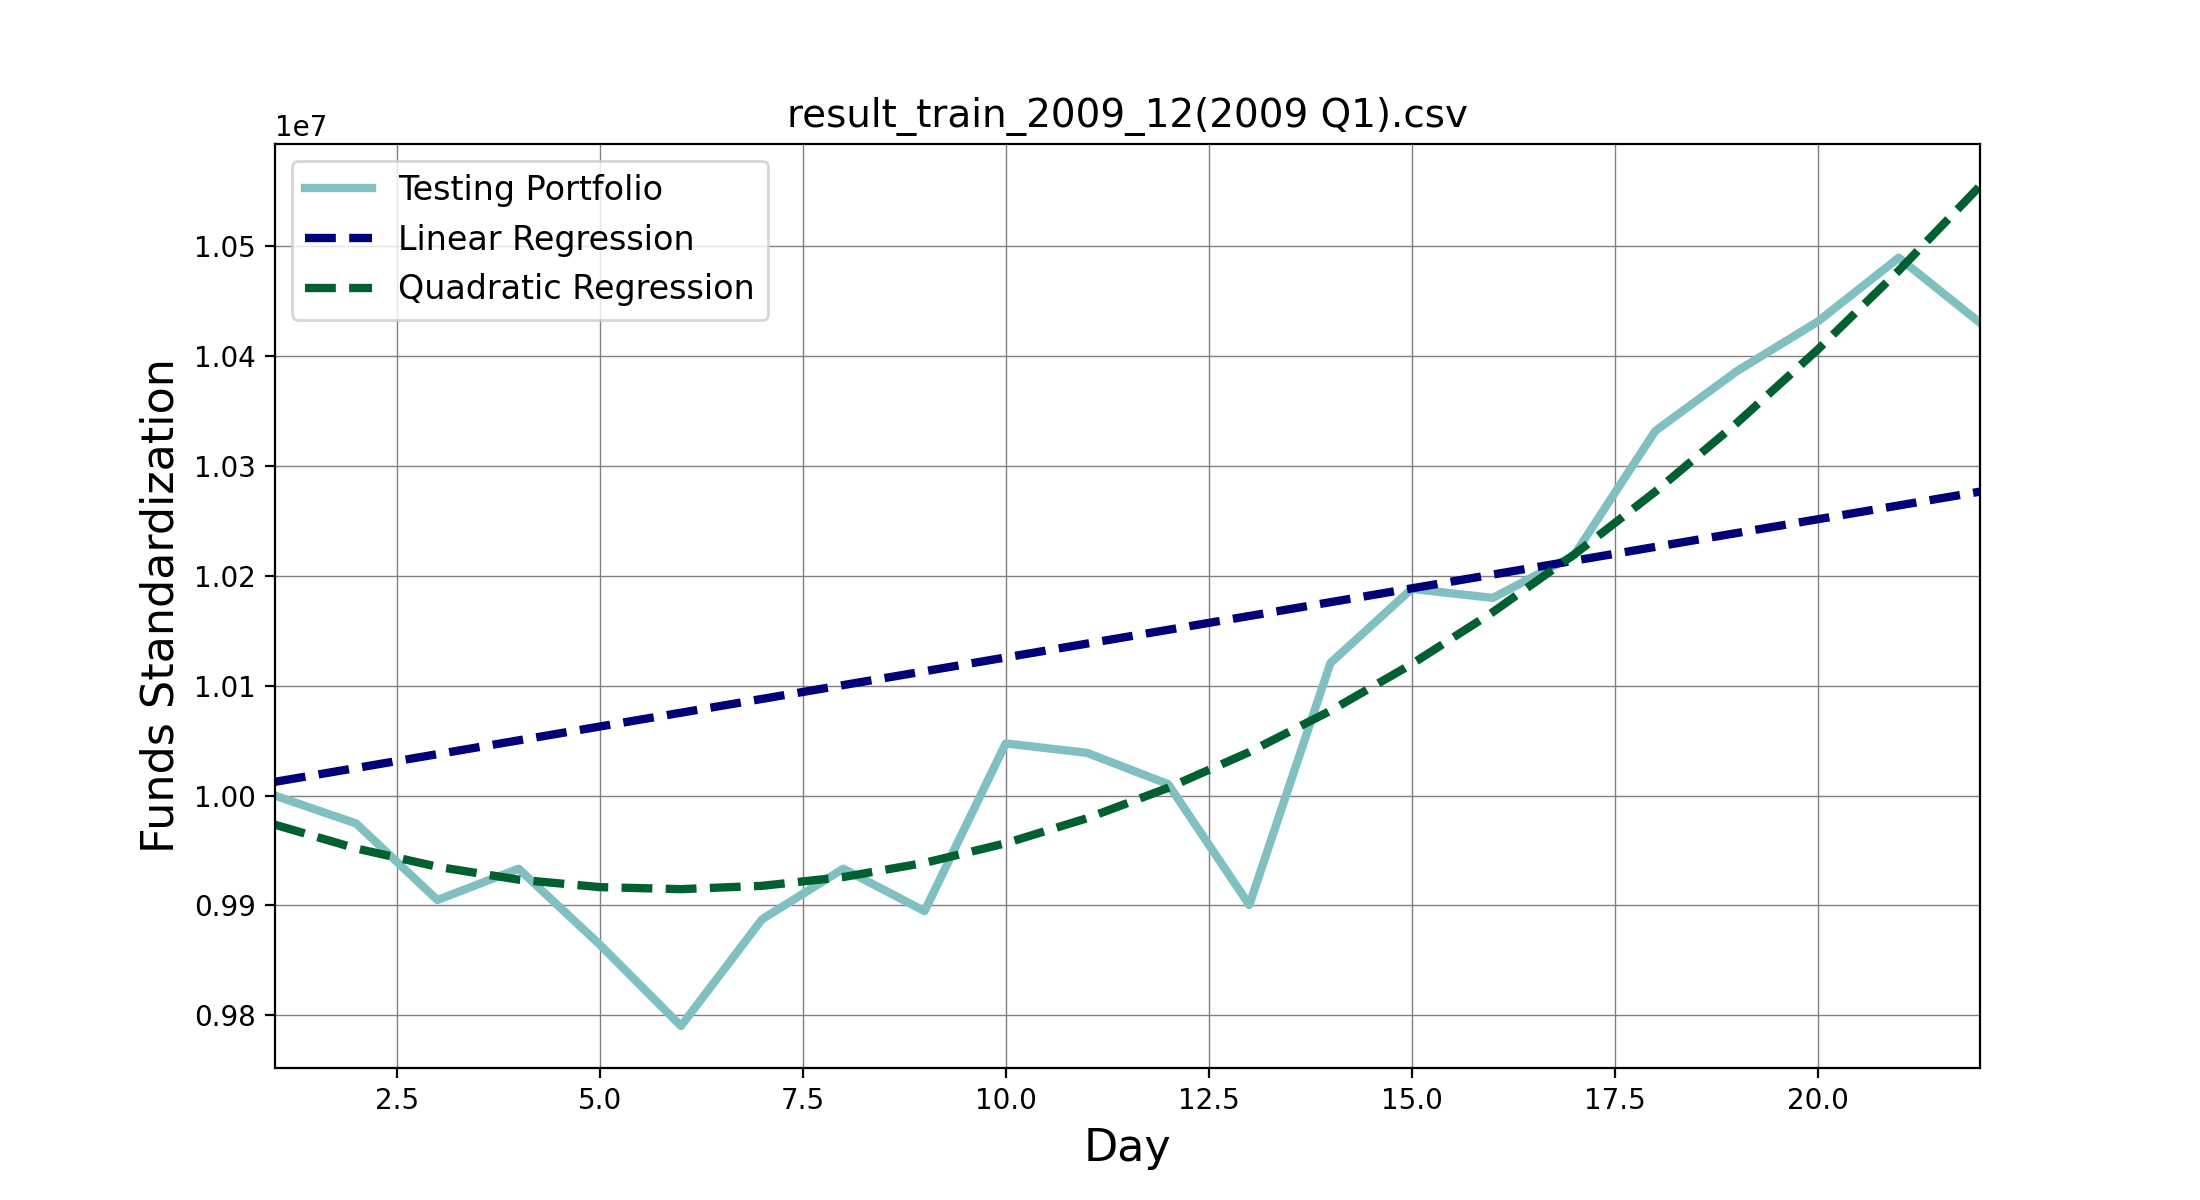 result_train_2009_12(2009 Q1).csv
1e7
Testing Portfolio
Linear Regression
Quadratic Regression
Funds Standardization
1.05
1.04
1.03
1.02
1.01
1.00
0.99
0.98
2.5 5.0 7.5 10.0 12.5 15.0 17.5 20.0
Day